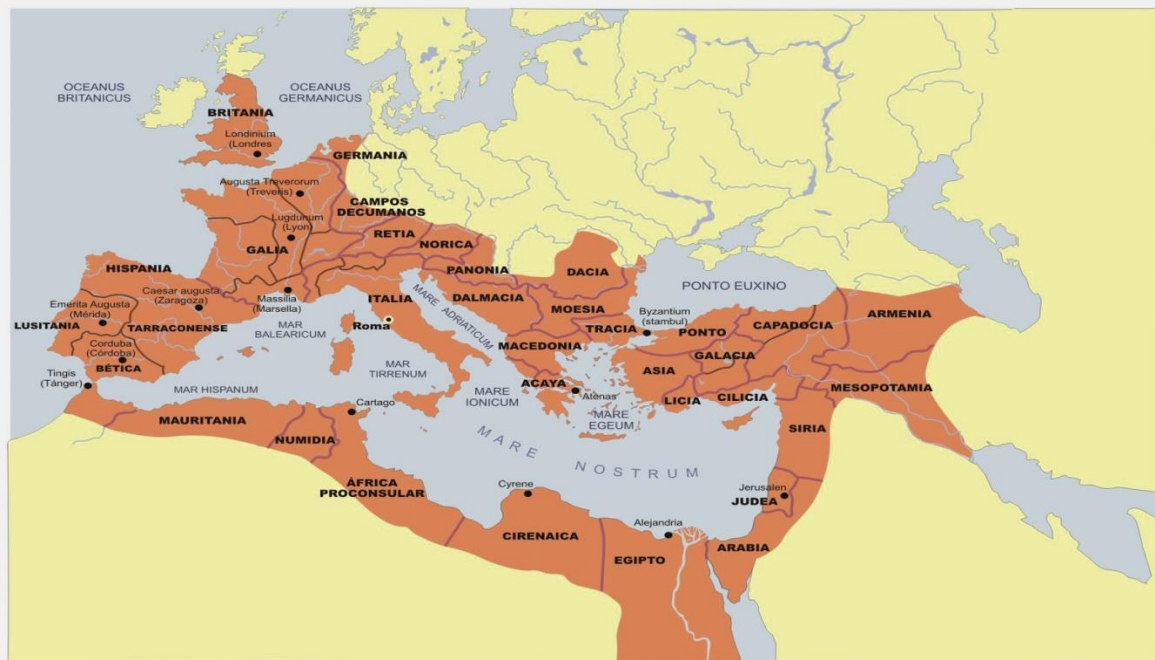 OCEANUS
BRITANICUS
OCEANUS
GERMANICUS
BRITANIA
Londinium
(Londres
GERMANIA
Augusta Treverorum
(Treveris)
CAMPOS
DECUMANOS
Lugdunum
(Lyon)
RETIA
NORICA
GALIA
PANONIA
DACIA
HISPANIA
Caesar augusta
(Zaragoza)
Massilia
(Marsella)
ITALIA
MARE ADRIATICUM
DALMACIA
PONTO EUXINO
Emerita Augusta
(Mérida)
LUSITANIA
TARRACONENSE
MAR
BALEARICUM
Roma
MOESIA
Byzantium
(stambul)
TRACIA
PONTO
CAPADOCIA
ARMENIA
Corduba
(Córdoba)
BÉTICA
MACEDONIA
GALACIA
Tingis
(Tánger)
MAR HISPANUM
MAR
TIRRENUM
ASIA
ACAYA
Atenas
MARE
IONICUM
MARE
EGEUM
LICIA
CILICIA
MESOPOTAMIA
MAURITANIA
Cartago
NUMIDIA
SIRIA
MARE NOSTRUM
ÁFRICA
PROCONSULAR
Cyrene
Jerusalen
JUDEA
CIRENAICA
Alejandria
EGIPTO
ARABIA